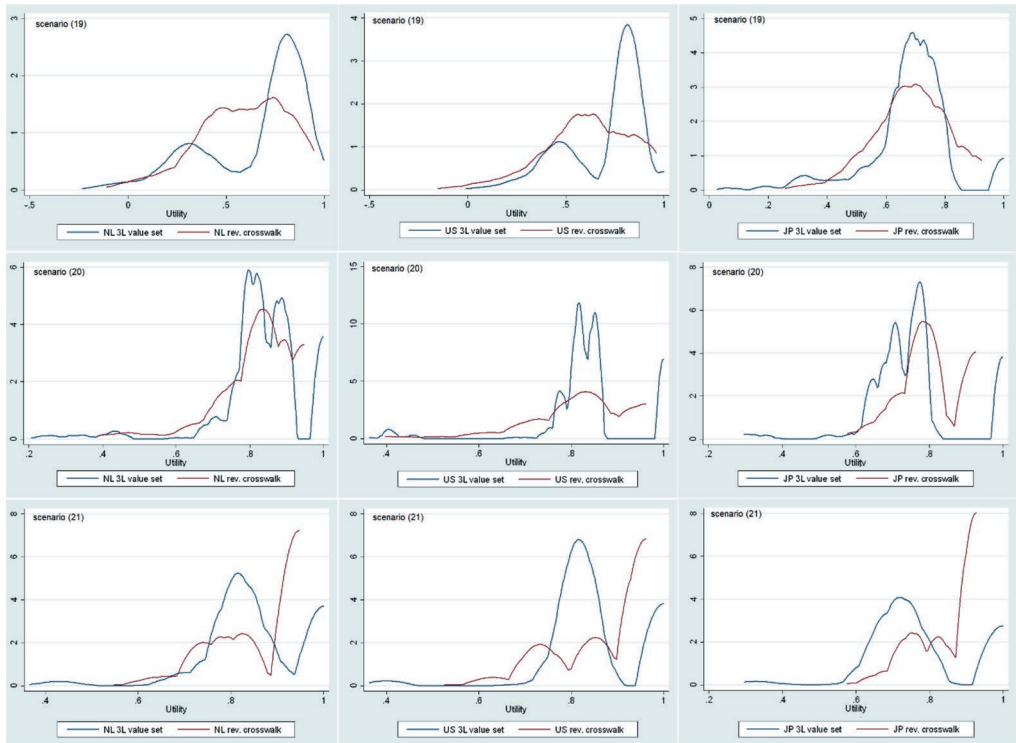 scenario (19)
3
2
1
0
-.5
0
.5
1
Utility
NL 3L value set
NL rev. crosswalk
scenario (19)
4
3
2
1
0
-.5
0
.5
1
Utility
US 3L value set
US rev. crosswalk
scenario (19)
5
4
3
2
1
0
0
.2
.4
.6
.8
1
Utility
JP 3L value set
JP rev. crosswalk
scenario (20)
6
4
2
0
.2
.4
.6
.8
1
Utility
NL 3L value set
NL rev. crosswalk
scenario (20)
15
10
5
0
.4
.6
.8
1
Utility
US 3L value set
US rev. crosswalk
scenario (20)
8
6
4
2
0
.2
.4
.6
.8
1
Utility
JP 3L value set
JP rev. crosswalk
scenario (21)
8
6
4
2
0
.4
.6
.8
1
Utility
NL 3L value set
NL rev. crosswalk
scenario (21)
8
6
4
2
0
.4
.6
.8
1
Utility
US 3L value set
US rev. crosswalk
scenario (21)
8
6
4
2
0
.2
.4
.6
.8
1
Utility
JP 3L value set
JP rev. crosswalk